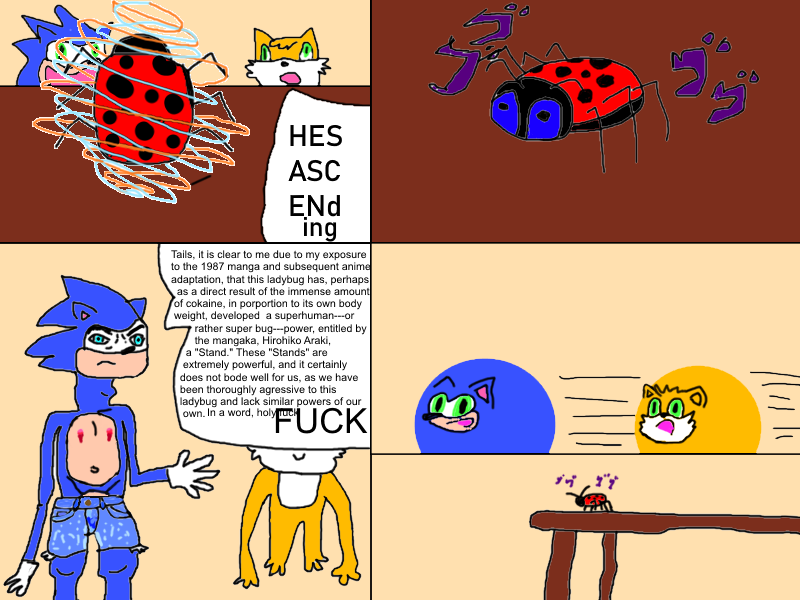 HES
ASC
ENd
ing
ゴゴ
ゴゴ
Tails, it is clear to me due to my exposure
to the 1987 manga and subsequent anime
adaptation, that this ladybug has, perhaps
as a direct result of the immense amount
of cokaine, in porportion to its own body
weight, developed a superhuman---or
rather super bug---power, entitled by
the mangaka, Hirohiko Araki,
a "Stand." These "Stands" are
extremely powerful, and it certainly
does not bode well for us, as we have
been thoroughly agressive to this
ladybug and lack similar powers of our
own. In a word, holy fuck
FUCK
ゴゴ ゴゴ